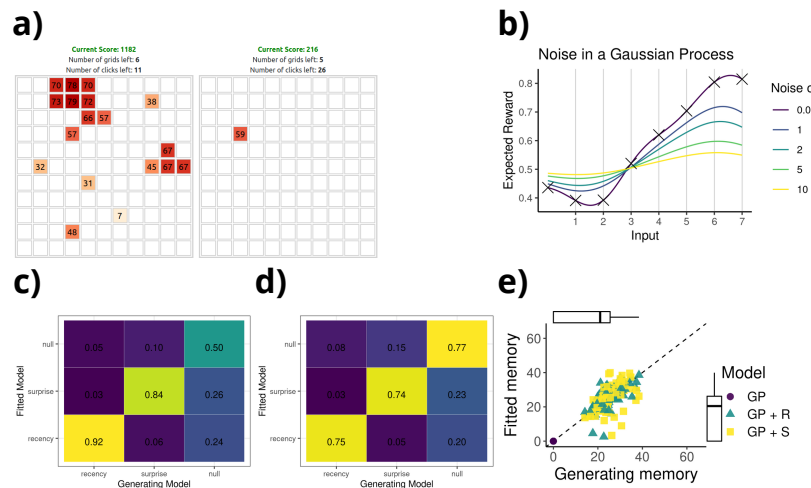 a)
Current Score: 1182
Number of grids left: 6
Number of clicks left: 11
70 78 70
73 79 72
38
66 57
57
67
32
45 67 67
31
7
48
Current Score: 216
Number of grids left: 5
Number of clicks left: 26
59
b)
Noise in a Gaussian Process
Expected Reward
0.8
0.7
0.6
0.5
0.4
1 2 3 4 5 6 7
Input
Noise
0.0
1
2
5
10
c)
Fitted Model
null
surprise
recency
0.05 0.10 0.50
0.03 0.84 0.26
0.92 0.06 0.24
recency surprise null
Generating Model
d)
Fitted Model
null
surprise
recency
0.08 0.15 0.77
0.03 0.74 0.23
0.75 0.05 0.20
recency surprise null
Generating Model
e)
Fitted memory
60
40
20
0
0 20 40 60
Generating memory
Model
GP
GP + R
GP + S